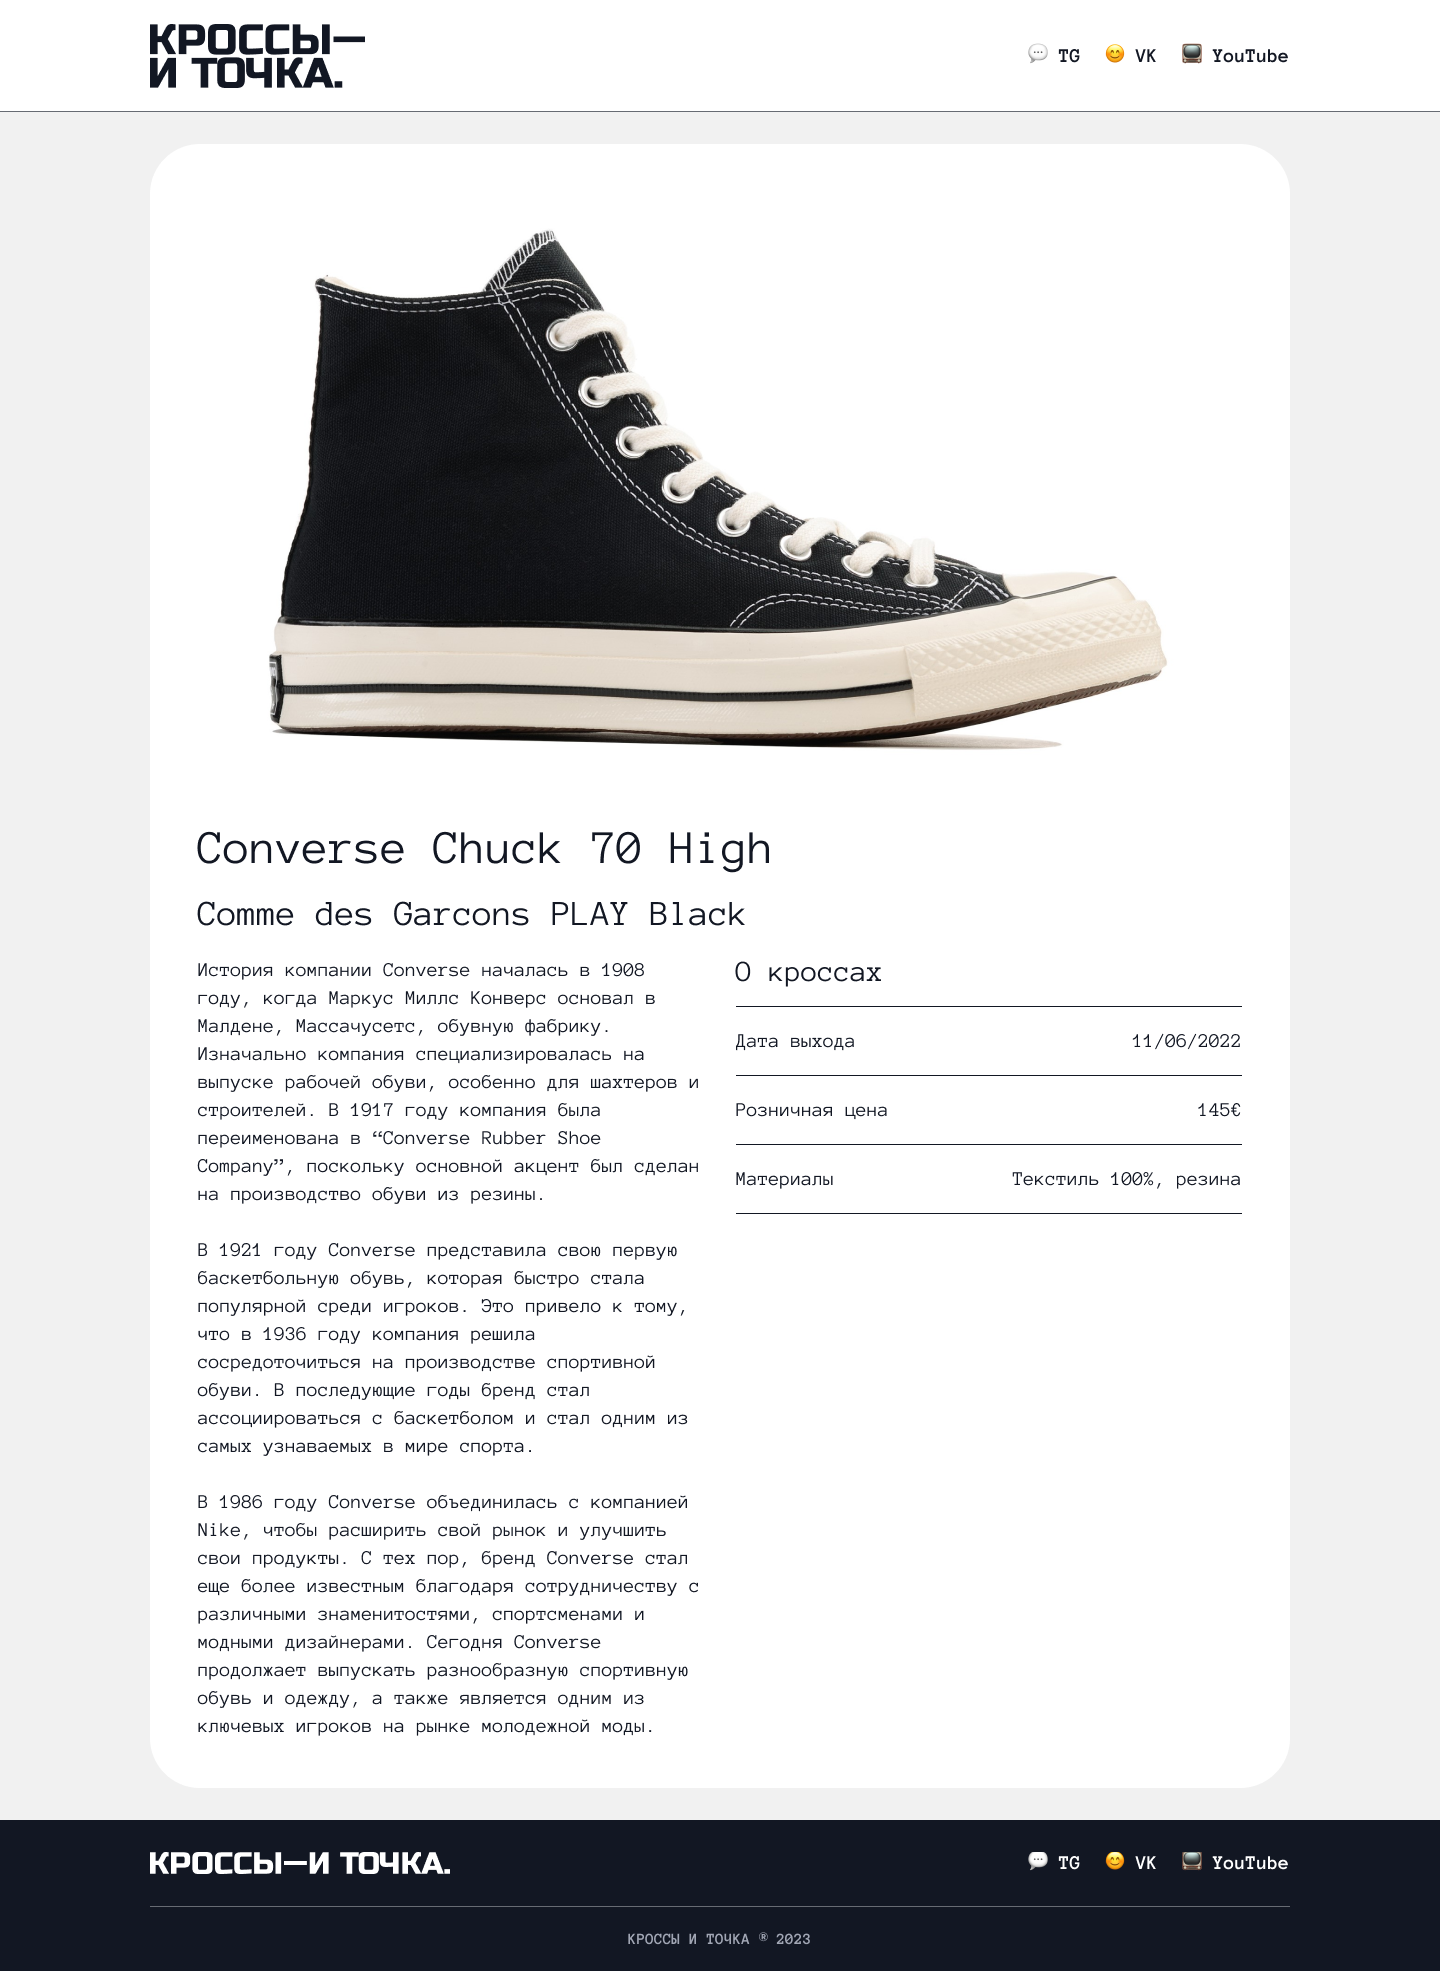 КРОССЫ—
И ТОЧКА.
💬 TG 😊 VK 📺 YouTube
Converse Chuck 70 High
Comme des Garcons PLAY Black
История компании Converse началась в 1908
году, когда Маркус Миллс Конверс основал в
Малдене, Массачусетс, обувную фабрику.
Изначально компания специализировалась на
выпуске рабочей обуви, особенно для шахтеров и
строителей. В 1917 году компания была
переименована в “Converse Rubber Shoe
Company”, поскольку основной акцент был сделан
на производство обуви из резины.
В 1921 году Converse представила свою первую
баскетбольную обувь, которая быстро стала
популярной среди игроков. Это привело к тому,
что в 1936 году компания решила
сосредоточиться на производстве спортивной
обуви. В последующие годы бренд стал
ассоциироваться с баскетболом и стал одним из
самых узнаваемых в мире спорта.
В 1986 году Converse объединилась с компанией
Nike, чтобы расширить свой рынок и улучшить
свои продукты. С тех пор, бренд Converse стал
еще более известным благодаря сотрудничеству с
различными знаменитостями, спортсменами и
модными дизайнерами. Сегодня Converse
продолжает выпускать разнообразную спортивную
обувь и одежду, а также является одним из
ключевых игроков на рынке молодежной моды.
О кроссах
Дата выхода 11/06/2022
Розничная цена 145€
Материалы Текстиль 100%, резина
КРОССЫ—И ТОЧКА.
💬 TG 😊 VK 📺 YouTube
КРОССЫ И ТОЧКА ® 2023